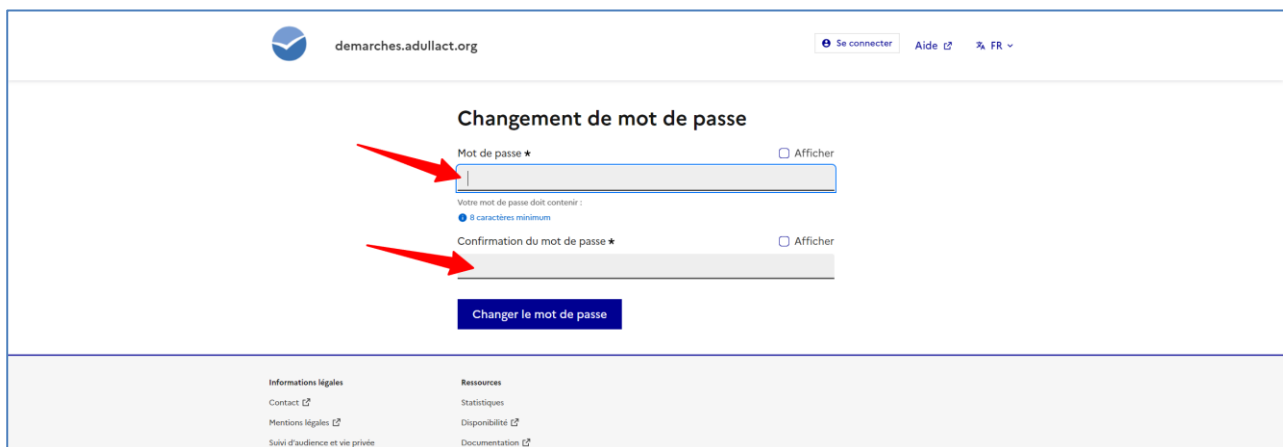 demarches.adullact.org
Se connecter
Aide
FR
Changement de mot de passe
Mot de passe *
Afficher
Votre mot de passe doit contenir :
8 caractères minimum
Confirmation du mot de passe *
Afficher
Changer le mot de passe
Informations légales
Ressources
Contact
Statistiques
Mentions légales
Disponibilité
Suivi d'audience et vie privée
Documentation